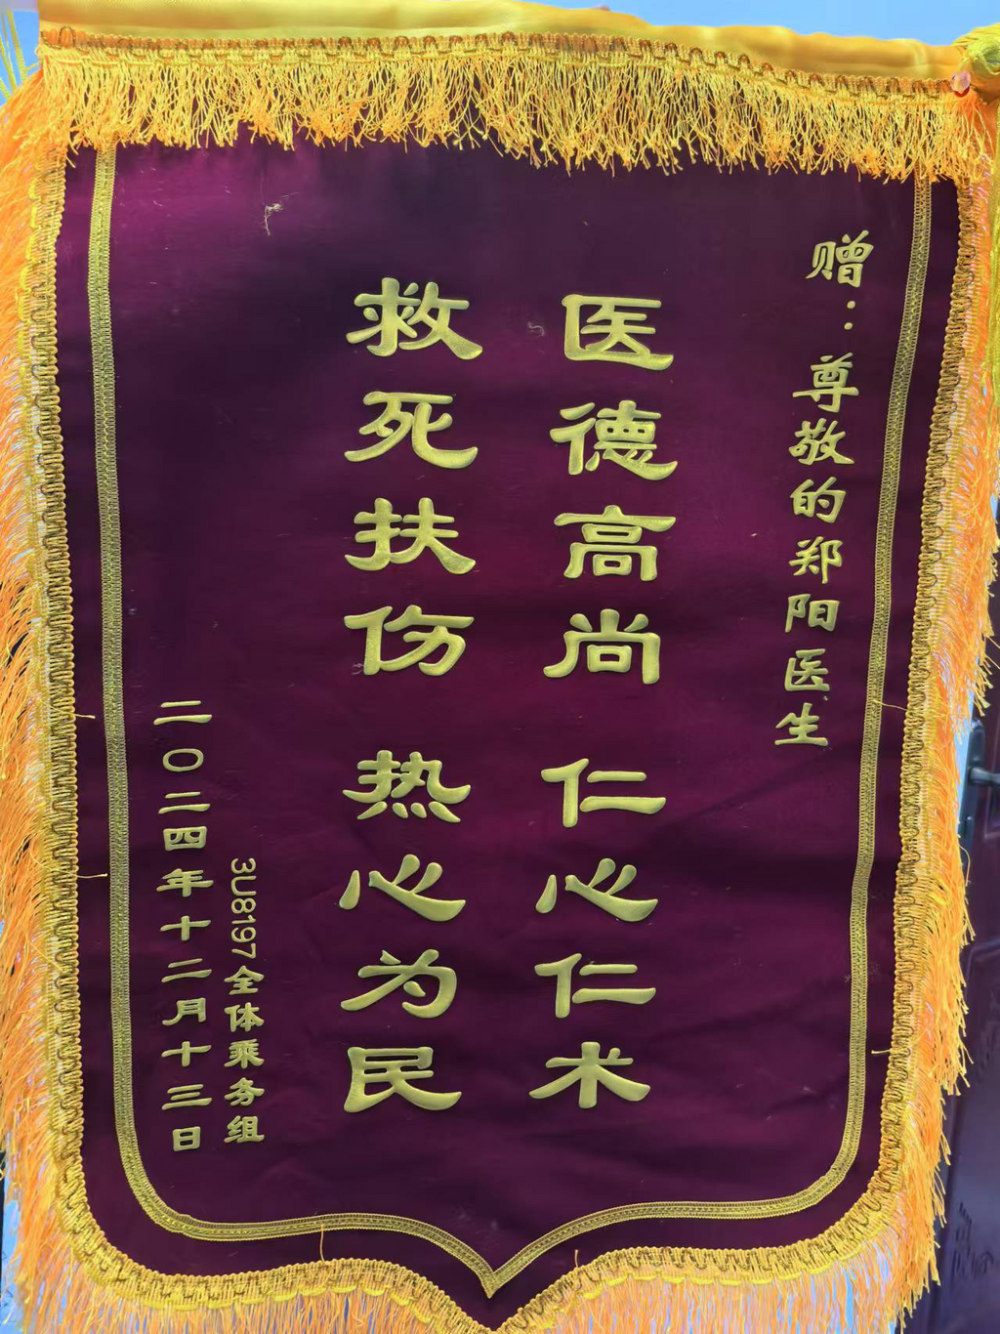 赠：尊敬的郑阳医生
医德高尚 仁心仁术
救死扶伤 热心为民
3U8197全体乘务组
二〇二四年十二月十三日